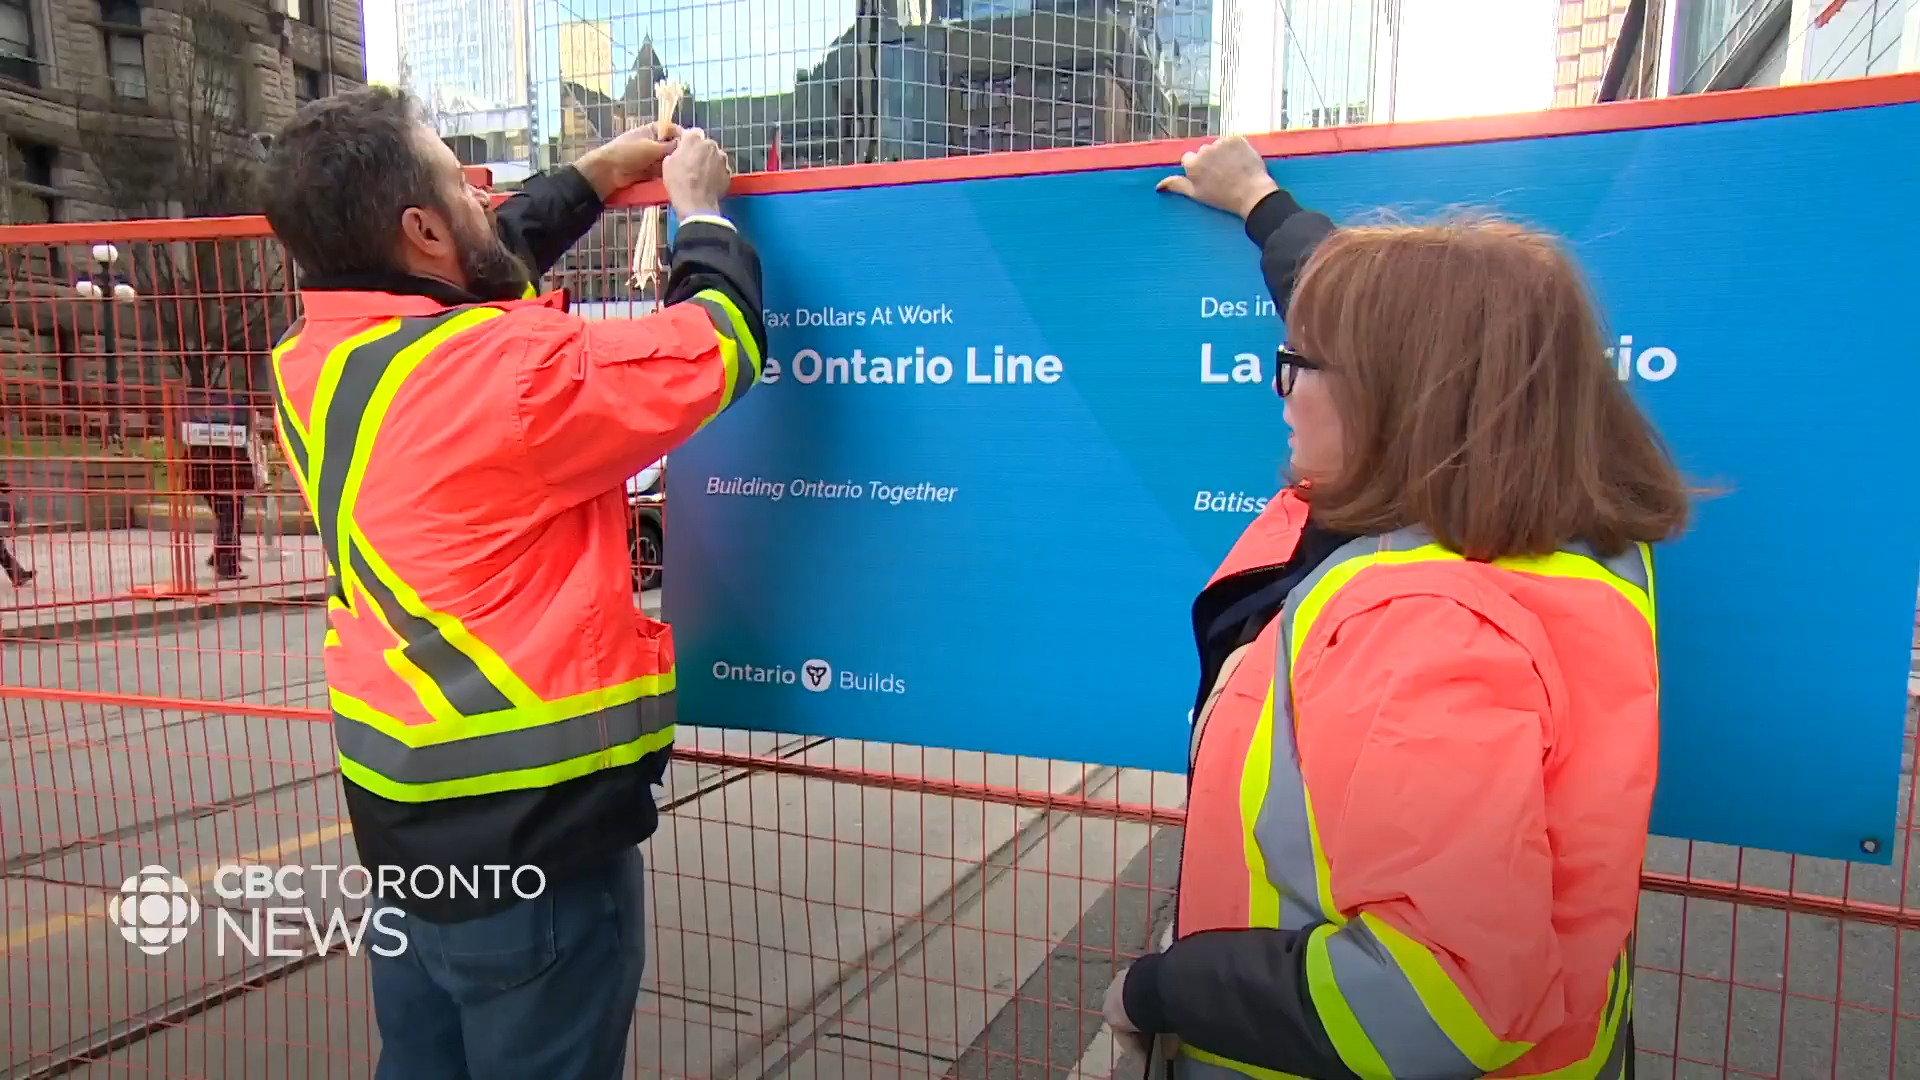 Tax Dollars At Work
e Ontario Line
Building Ontario Together
Ontario Builds
Des in
La
io
Bâtiss
CBC TORONTO
NEWS